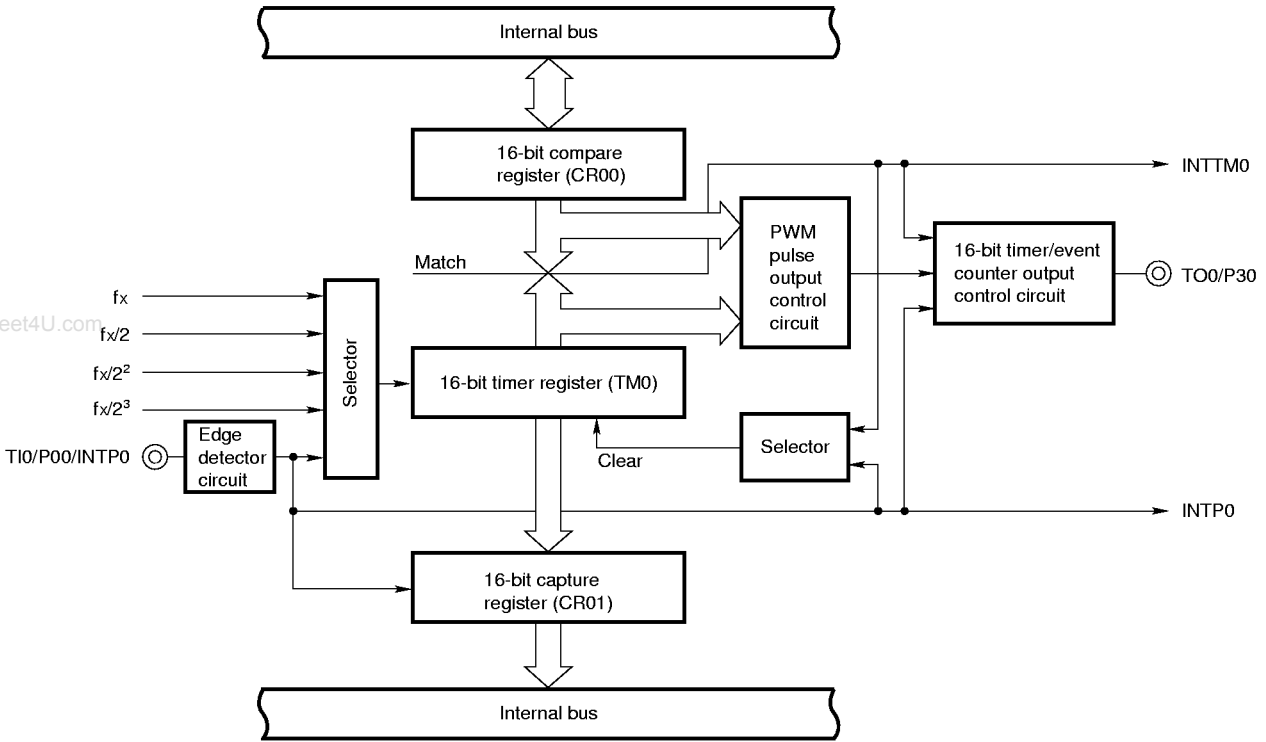 Internal bus
16-bit compare
register (CR00)
INTTM0
PWM
pulse
output
control
circuit
16-bit timer/event
counter output
control circuit
TO0/P30
Match
fx
eet4U.com
fx/2
fx/2²
fx/2³
Selector
16-bit timer register (TM0)
Edge
detector
circuit
TI0/P00/INTP0
Clear
Selector
INTP0
16-bit capture
register (CR01)
Internal bus